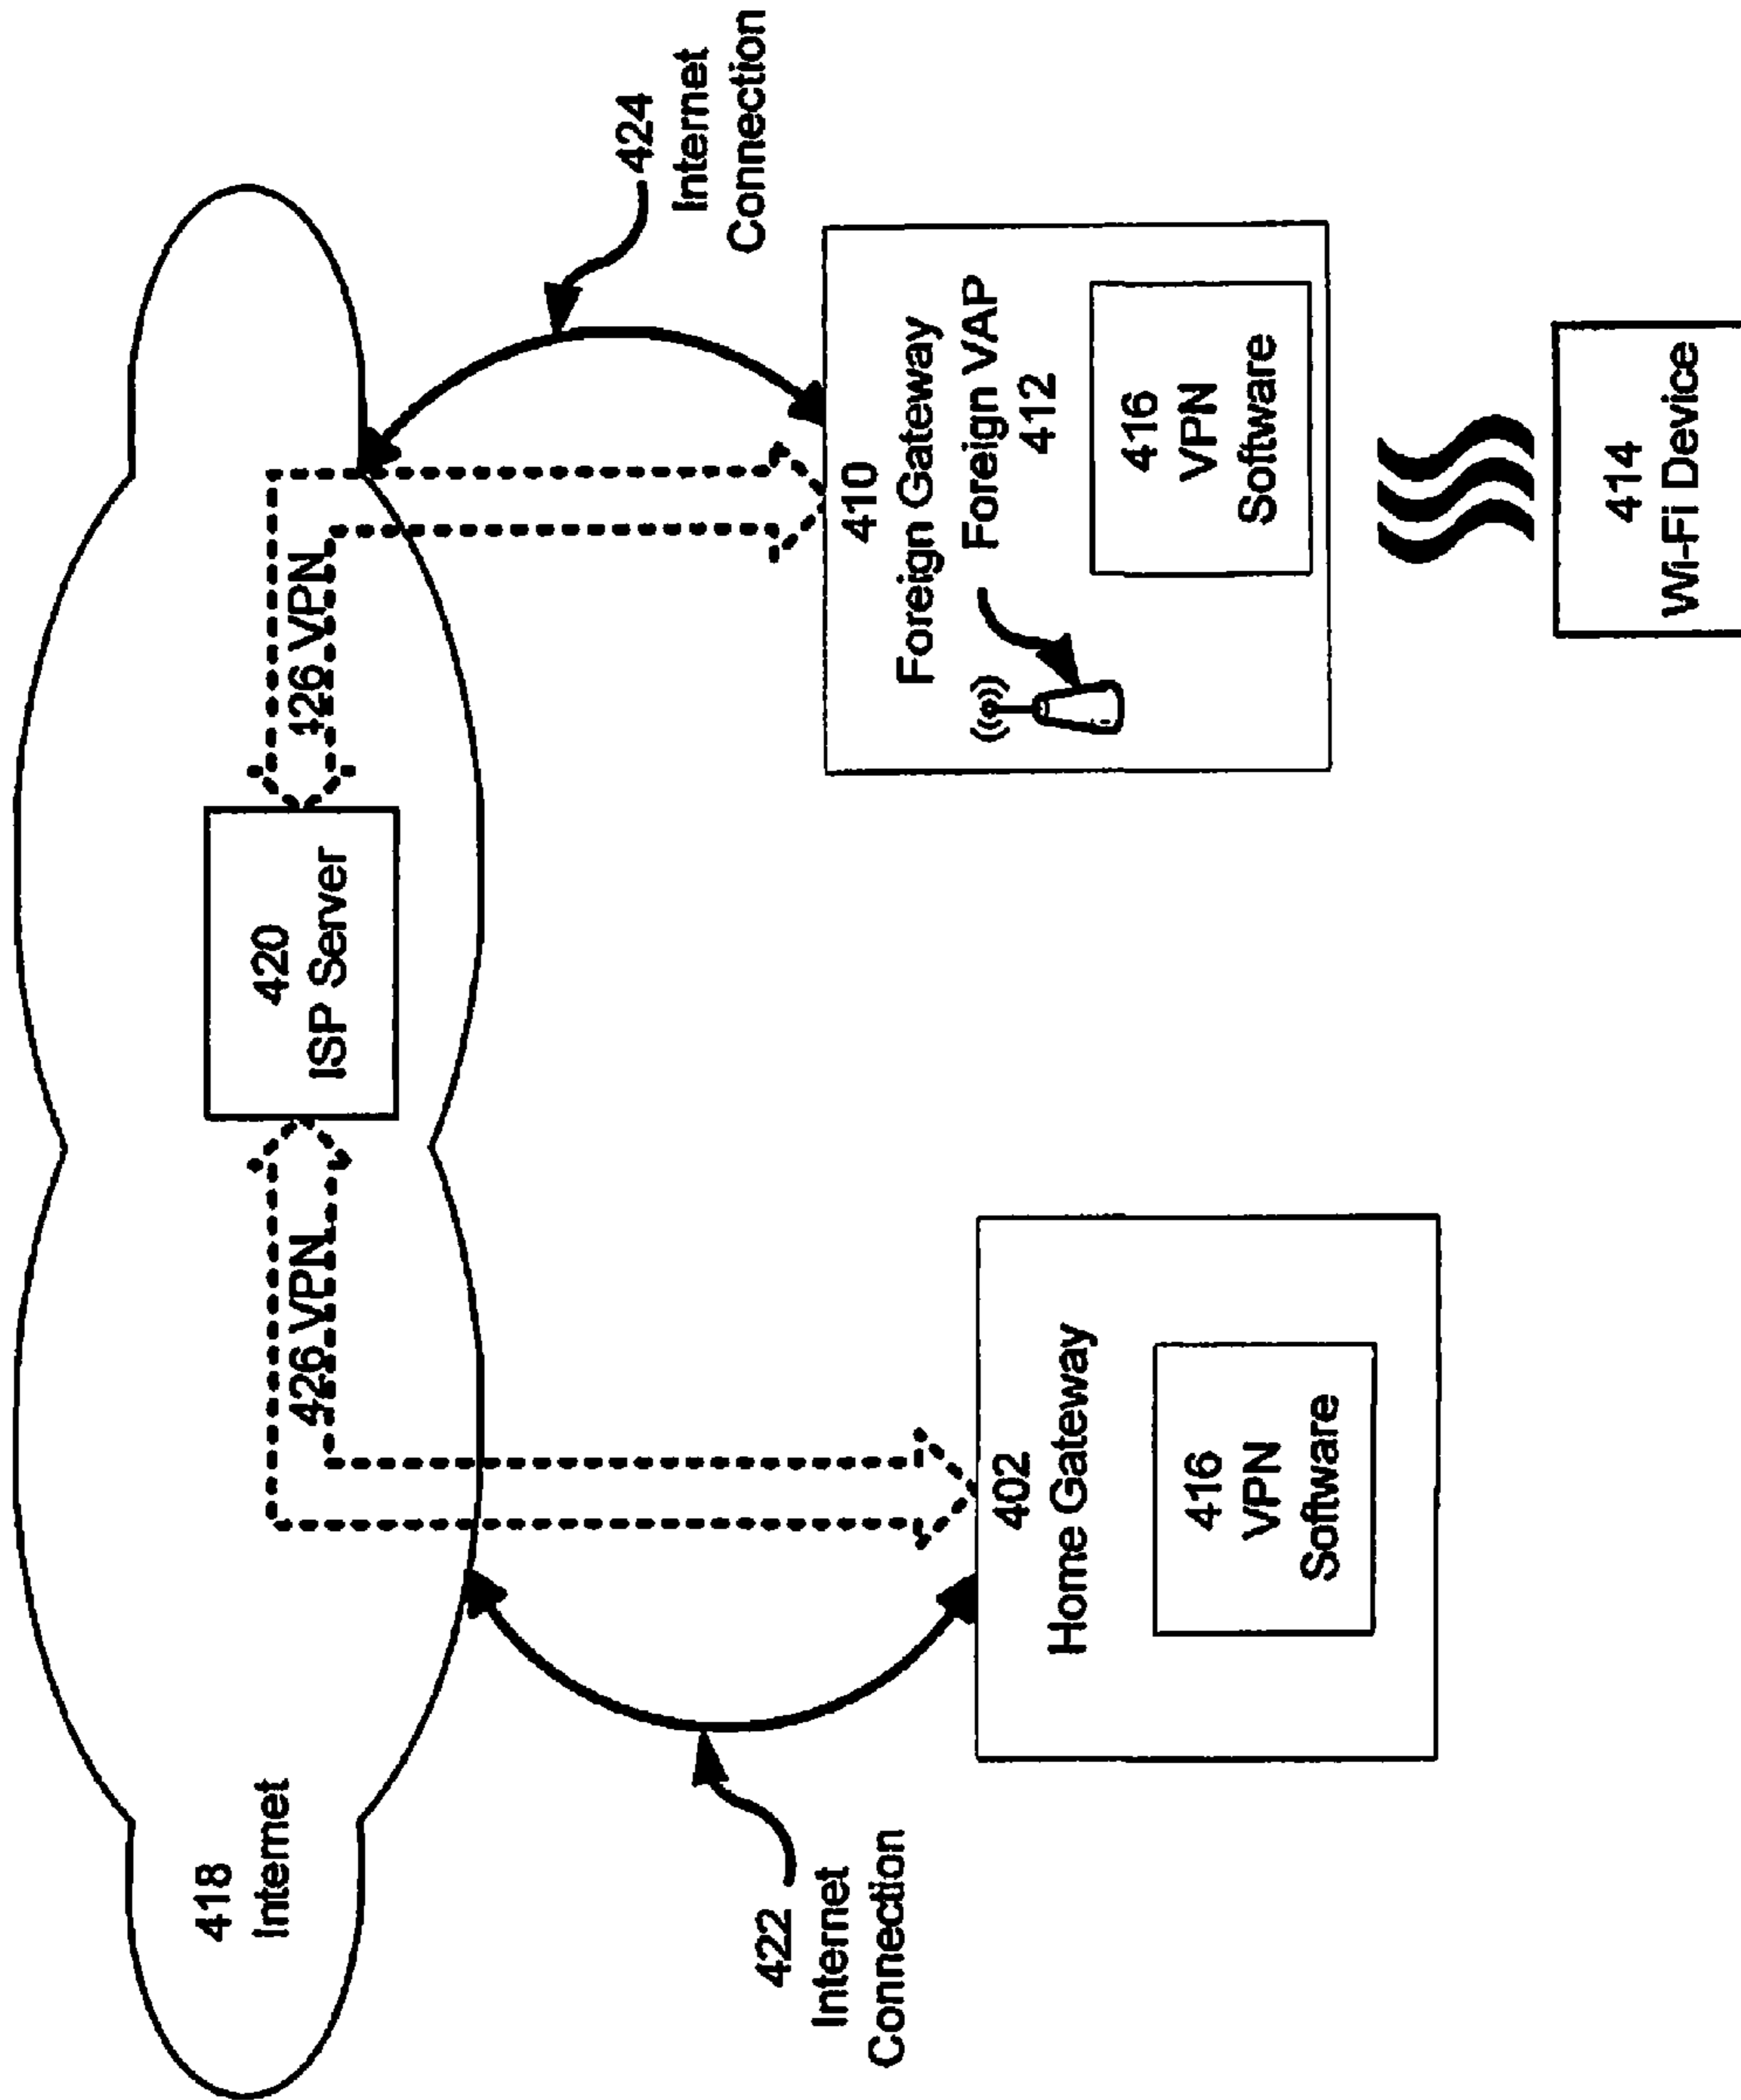 418
Internet
426 VPN
420
ISP Server
426 VPN
422
Internet
Connection
424
Internet
Connection
402
Home Gateway
416
VPN
Software
410
Foreign Gateway
Foreign VAP
412
416
VPN
Software
414
Wi-Fi Device